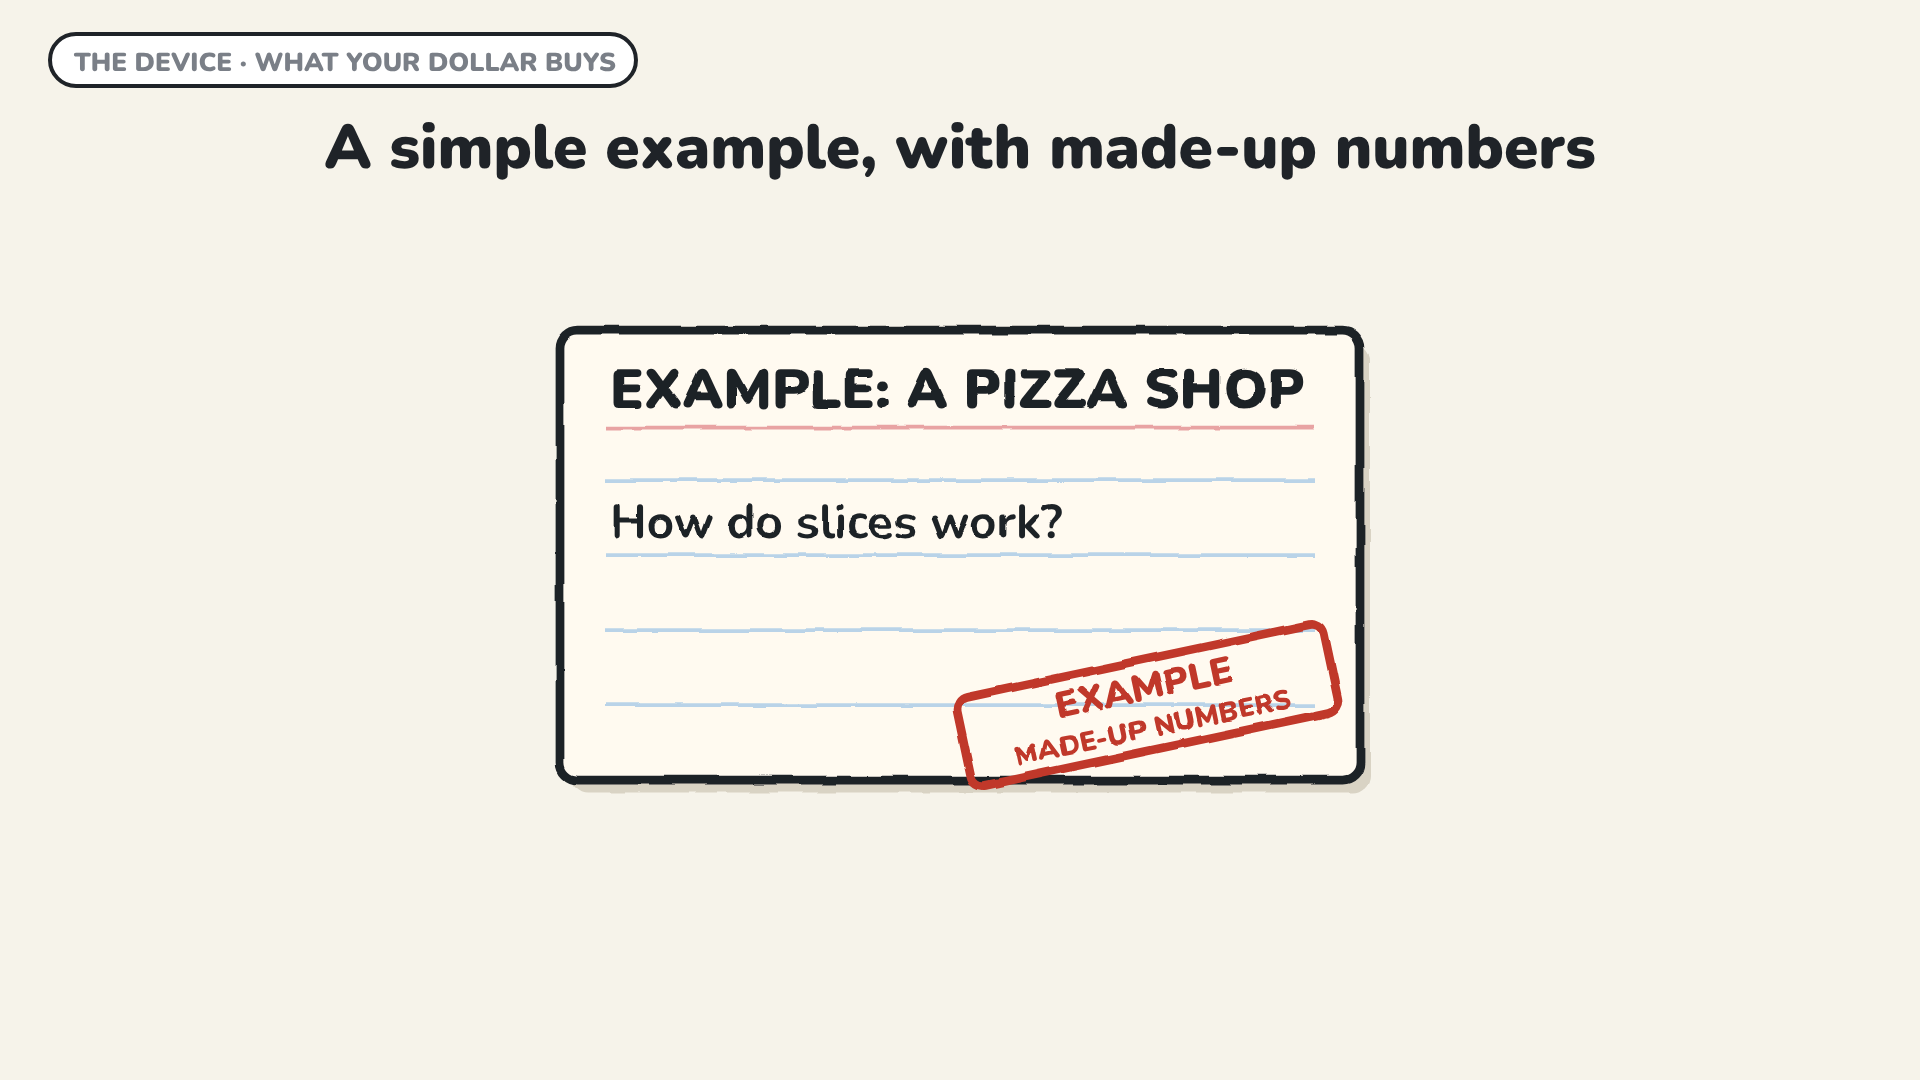 THE DEVICE · WHAT YOUR DOLLAR BUYS
A simple example, with made-up numbers
EXAMPLE: A PIZZA SHOP
How do slices work?
EXAMPLE
MADE-UP NUMBERS